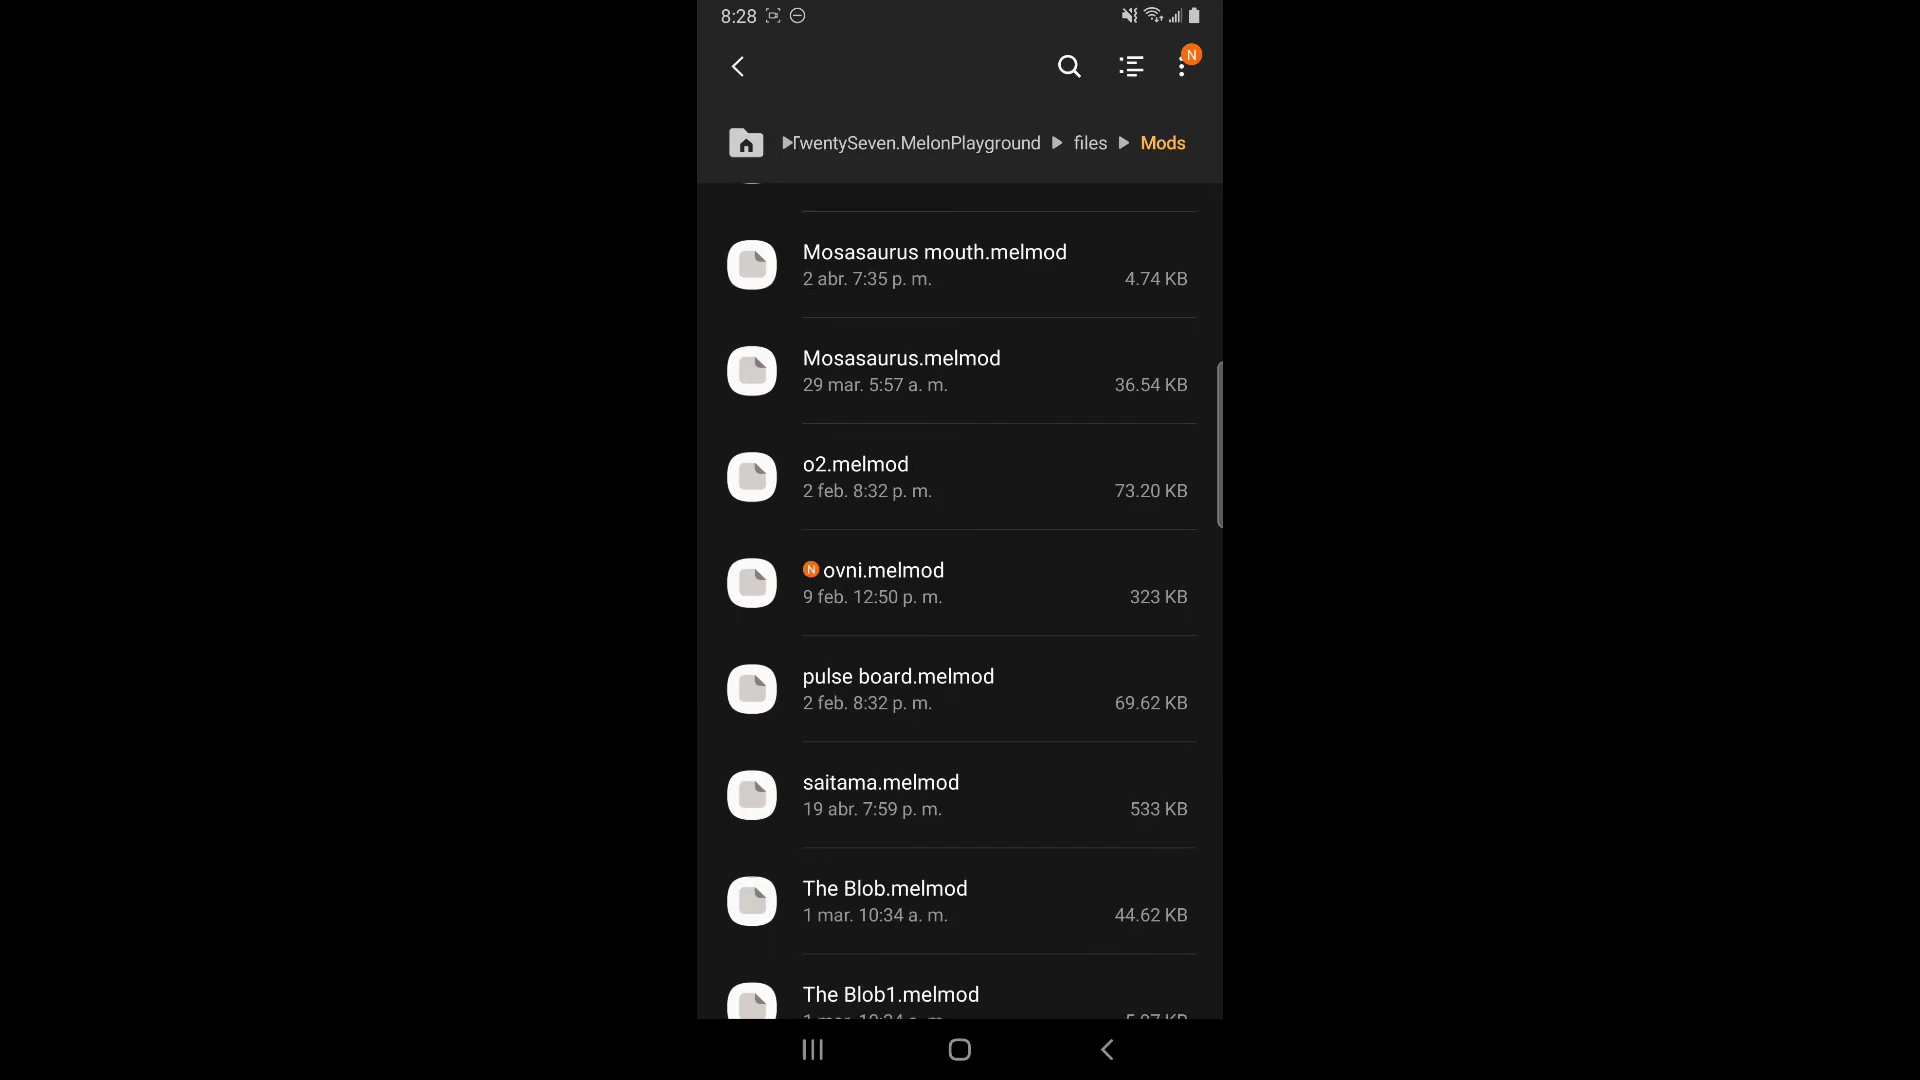 8:28
N
TwentySeven.MelonPlayground files Mods
Mosasaurus mouth.melmod
2 abr. 7:35 p. m. 4.74 KB
Mosasaurus.melmod
29 mar. 5:57 a. m. 36.54 KB
o2.melmod
2 feb. 8:32 p. m. 73.20 KB
N ovni.melmod
9 feb. 12:50 p. m. 323 KB
pulse board.melmod
2 feb. 8:32 p. m. 69.62 KB
saitama.melmod
19 abr. 7:59 p. m. 533 KB
The Blob.melmod
1 mar. 10:34 a. m. 44.62 KB
The Blob1.melmod